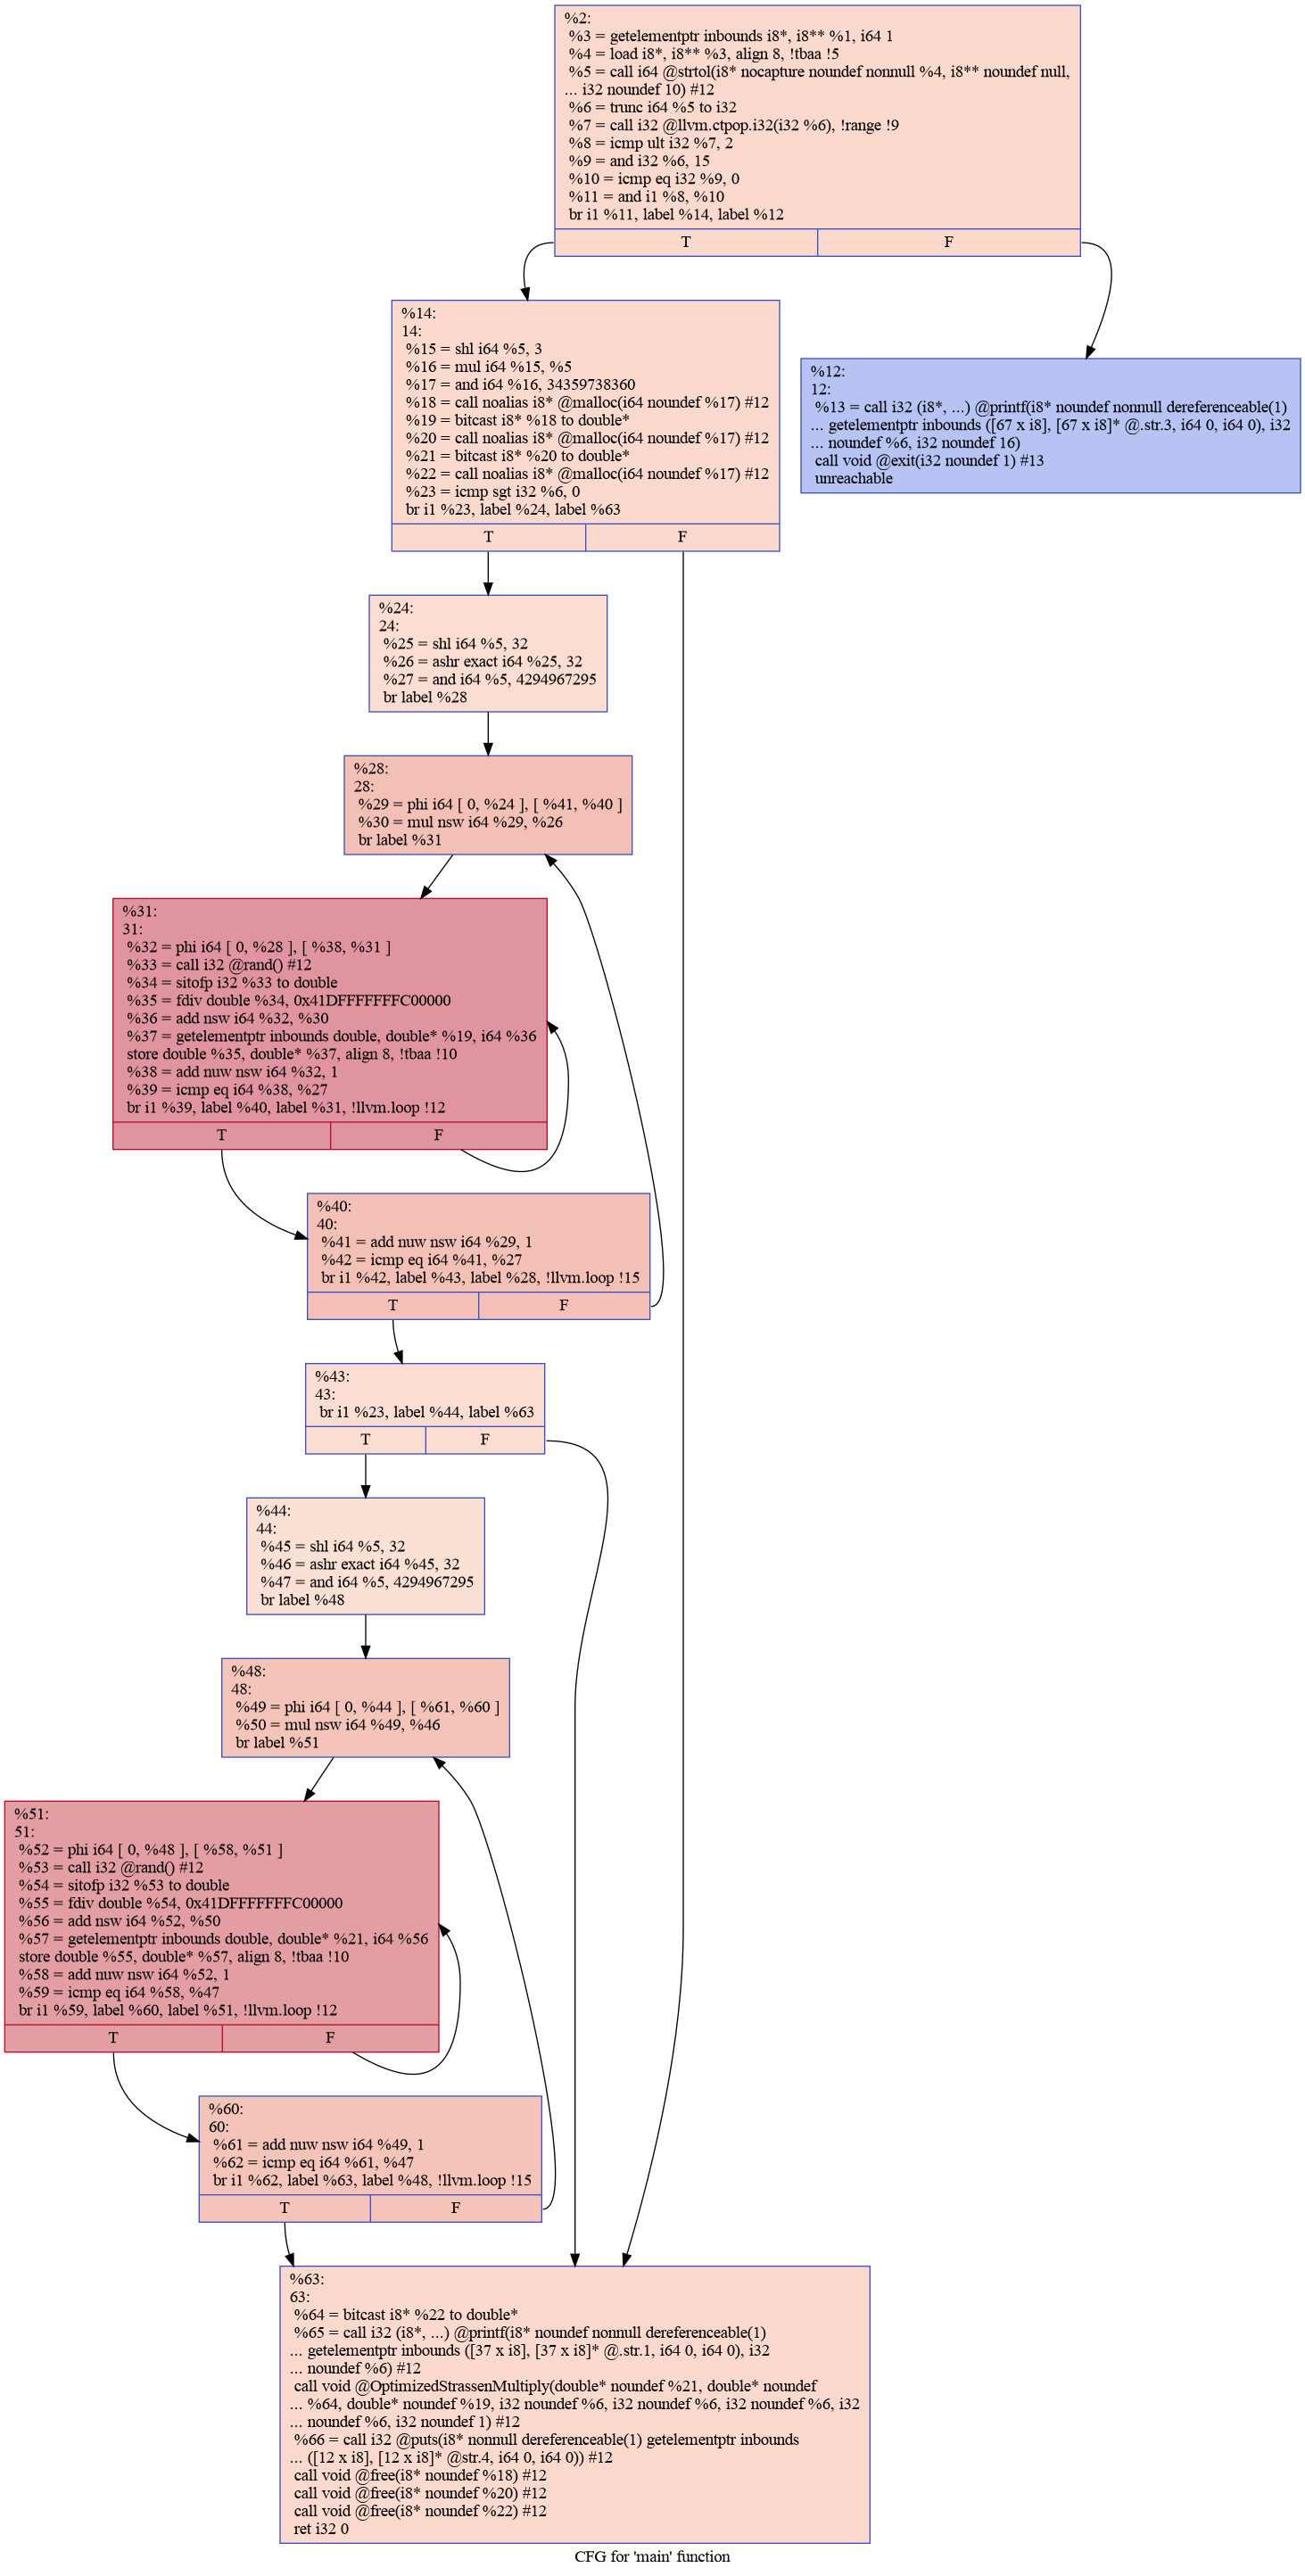 %2:
%3 = getelementptr inbounds i8*, i8** %1, i64 1
%4 = load i8*, i8** %3, align 8, !tbaa !5
%5 = call i64 @strtol(i8* nocapture noundef nonnull %4, i8** noundef null,
... i32 noundef 10) #12
%6 = trunc i64 %5 to i32
%7 = call i32 @llvm.ctpop.i32(i32 %6), !range !9
%8 = icmp ult i32 %7, 2
%9 = and i32 %6, 15
%10 = icmp eq i32 %9, 0
%11 = and i1 %8, %10
br i1 %11, label %14, label %12
T F
%14:
14:
%15 = shl i64 %5, 3
%16 = mul i64 %15, %5
%17 = and i64 %16, 34359738360
%18 = call noalias i8* @malloc(i64 noundef %17) #12
%19 = bitcast i8* %18 to double*
%20 = call noalias i8* @malloc(i64 noundef %17) #12
%21 = bitcast i8* %20 to double*
%22 = call noalias i8* @malloc(i64 noundef %17) #12
%23 = icmp sgt i32 %6, 0
br i1 %23, label %24, label %63
T F
%12:
12:
%13 = call i32 (i8*, ...) @printf(i8* noundef nonnull dereferenceable(1)
... getelementptr inbounds ([67 x i8], [67 x i8]* @.str.3, i64 0, i64 0), i32
... noundef %6, i32 noundef 16)
call void @exit(i32 noundef 1) #13
unreachable
%24:
24:
%25 = shl i64 %5, 32
%26 = ashr exact i64 %25, 32
%27 = and i64 %5, 4294967295
br label %28
%28:
28:
%29 = phi i64 [ 0, %24 ], [ %41, %40 ]
%30 = mul nsw i64 %29, %26
br label %31
%31:
31:
%32 = phi i64 [ 0, %28 ], [ %38, %31 ]
%33 = call i32 @rand() #12
%34 = sitofp i32 %33 to double
%35 = fdiv double %34, 0x41DFFFFFFFC00000
%36 = add nsw i64 %32, %30
%37 = getelementptr inbounds double, double* %19, i64 %36
store double %35, double* %37, align 8, !tbaa !10
%38 = add nuw nsw i64 %32, 1
%39 = icmp eq i64 %38, %27
br i1 %39, label %40, label %31, !llvm.loop !12
T F
%40:
40:
%41 = add nuw nsw i64 %29, 1
%42 = icmp eq i64 %41, %27
br i1 %42, label %43, label %28, !llvm.loop !15
T F
%43:
43:
br i1 %23, label %44, label %63
T F
%44:
44:
%45 = shl i64 %5, 32
%46 = ashr exact i64 %45, 32
%47 = and i64 %5, 4294967295
br label %48
%48:
48:
%49 = phi i64 [ 0, %44 ], [ %61, %60 ]
%50 = mul nsw i64 %49, %46
br label %51
%51:
51:
%52 = phi i64 [ 0, %48 ], [ %58, %51 ]
%53 = call i32 @rand() #12
%54 = sitofp i32 %53 to double
%55 = fdiv double %54, 0x41DFFFFFFFC00000
%56 = add nsw i64 %52, %50
%57 = getelementptr inbounds double, double* %21, i64 %56
store double %55, double* %57, align 8, !tbaa !10
%58 = add nuw nsw i64 %52, 1
%59 = icmp eq i64 %58, %47
br i1 %59, label %60, label %51, !llvm.loop !12
T F
%60:
60:
%61 = add nuw nsw i64 %49, 1
%62 = icmp eq i64 %61, %47
br i1 %62, label %63, label %48, !llvm.loop !15
T F
%63:
63:
%64 = bitcast i8* %22 to double*
%65 = call i32 (i8*, ...) @printf(i8* noundef nonnull dereferenceable(1)
... getelementptr inbounds ([37 x i8], [37 x i8]* @.str.1, i64 0, i64 0), i32
... noundef %6) #12
call void @OptimizedStrassenMultiply(double* noundef %21, double* noundef
... %64, double* noundef %19, i32 noundef %6, i32 noundef %6, i32 noundef %6, i32
... noundef %6, i32 noundef 1) #12
%66 = call i32 @puts(i8* nonnull dereferenceable(1) getelementptr inbounds
... ([12 x i8], [12 x i8]* @str.4, i64 0, i64 0)) #12
call void @free(i8* noundef %18) #12
call void @free(i8* noundef %20) #12
call void @free(i8* noundef %22) #12
ret i32 0
CFG for 'main' function